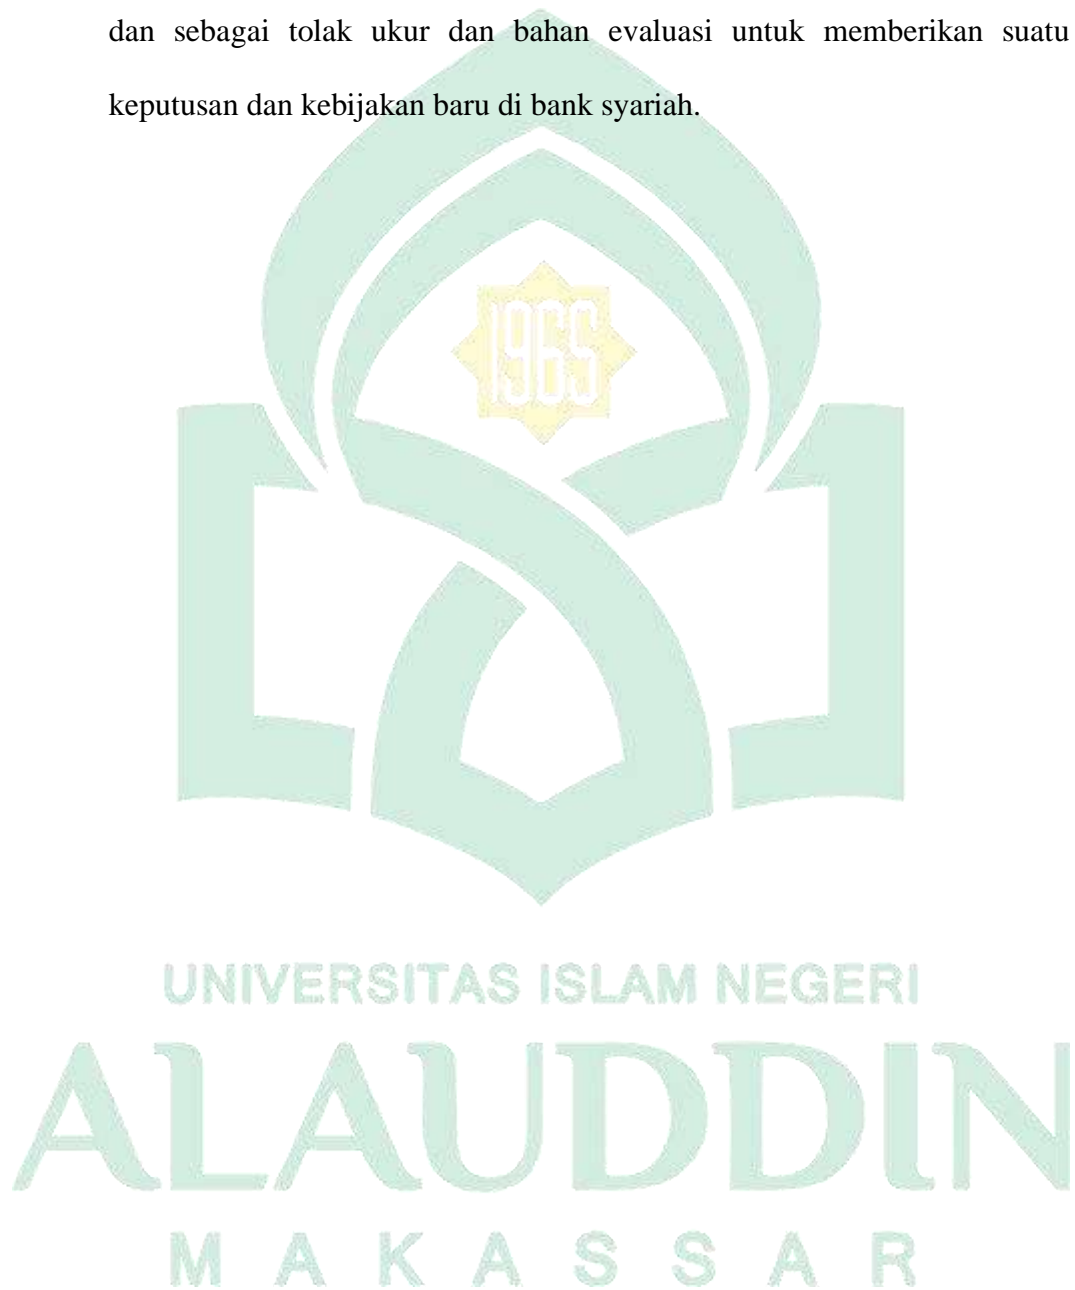 dan sebagai tolak ukur dan bahan evaluasi untuk memberikan suatu
keputusan dan kebijakan baru di bank syariah.
1965
UNIVERSITAS ISLAM NEGERI
ALAUDDIN
MAKASSAR